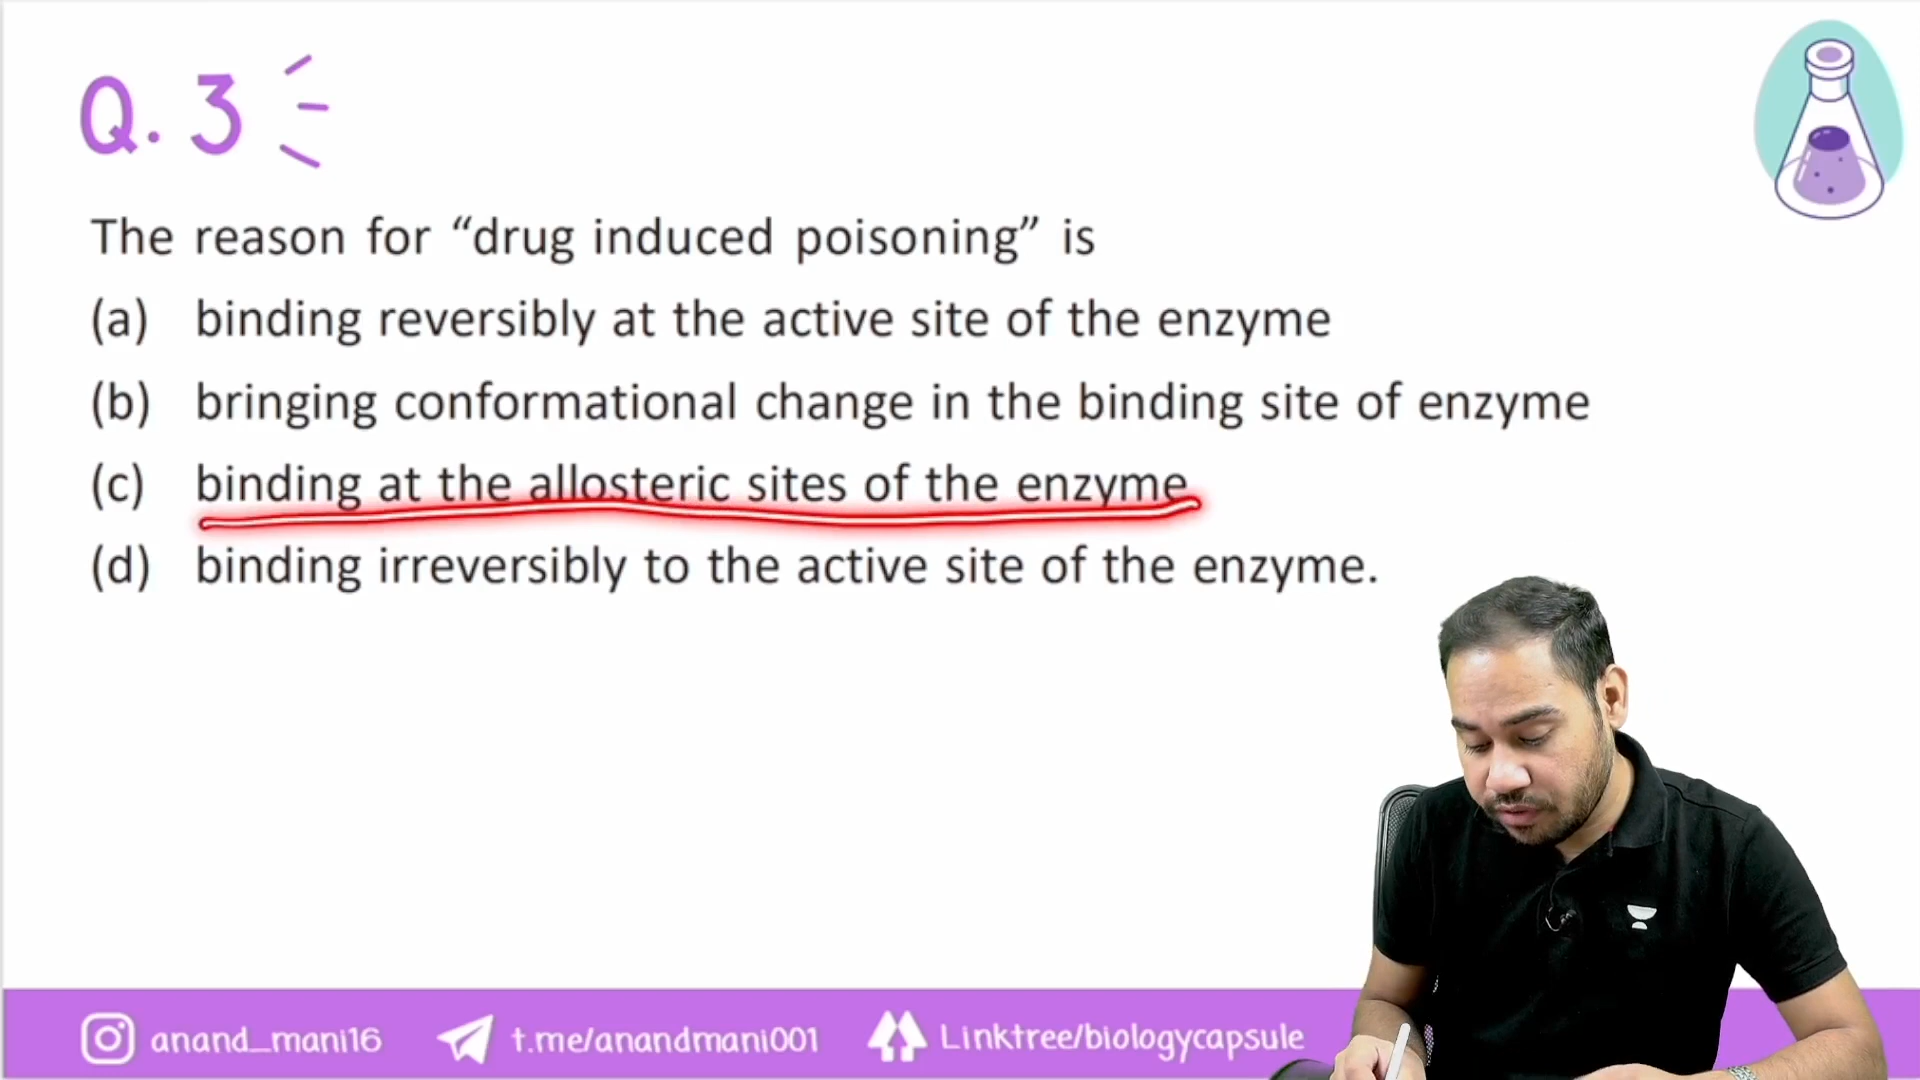 Q. 3
The reason for “drug induced poisoning” is
(a) binding reversibly at the active site of the enzyme
(b) bringing conformational change in the binding site of enzyme
(c) binding at the allosteric sites of the enzyme
(d) binding irreversibly to the active site of the enzyme.
anand_mani16 t.me/anandmani001 Linktree/biologycapsule